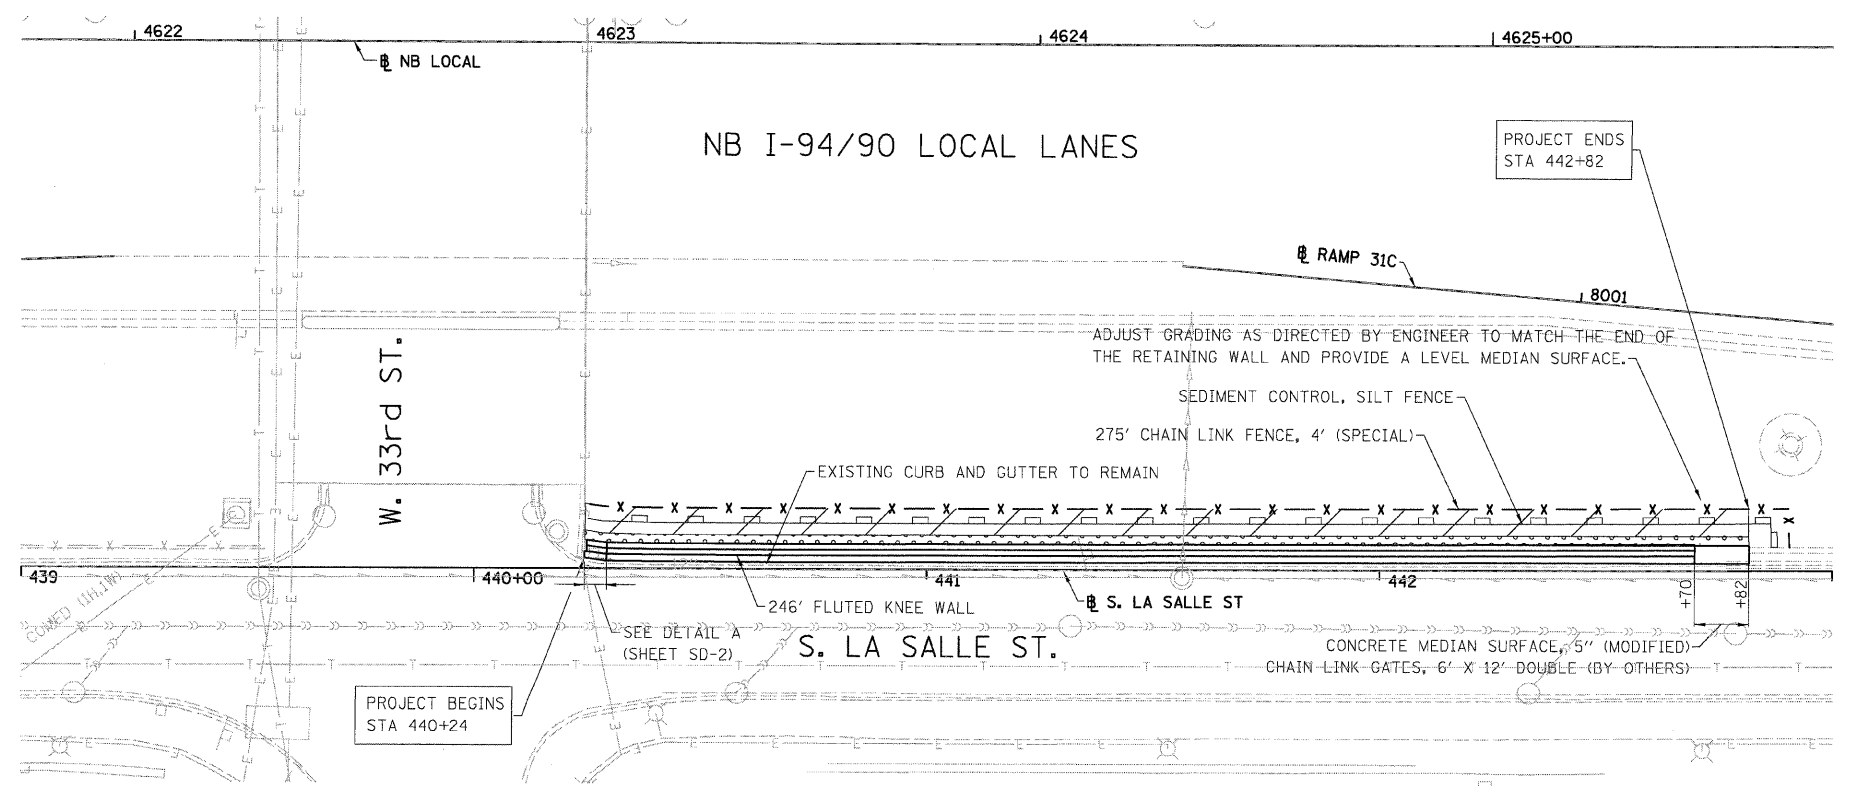 4622
4623
4624
4625+00
℄ NB LOCAL
NB I-94/90 LOCAL LANES
PROJECT ENDS
STA 442+82
℄ RAMP 31C
8001
W. 33rd ST.
ADJUST GRADING AS DIRECTED BY ENGINEER TO MATCH THE END OF
THE RETAINING WALL AND PROVIDE A LEVEL MEDIAN SURFACE.
SEDIMENT CONTROL, SILT FENCE
275' CHAIN LINK FENCE, 4' (SPECIAL)
EXISTING CURB AND GUTTER TO REMAIN
439
440+00
441
442
+70
+82
COMED (1H,1W)
246' FLUTED KNEE WALL
℄ S. LA SALLE ST
SEE DETAIL A
(SHEET SD-2)
S. LA SALLE ST.
CONCRETE MEDIAN SURFACE, 5" (MODIFIED)
CHAIN LINK GATES, 6' X 12' DOUBLE (BY OTHERS)
PROJECT BEGINS
STA 440+24